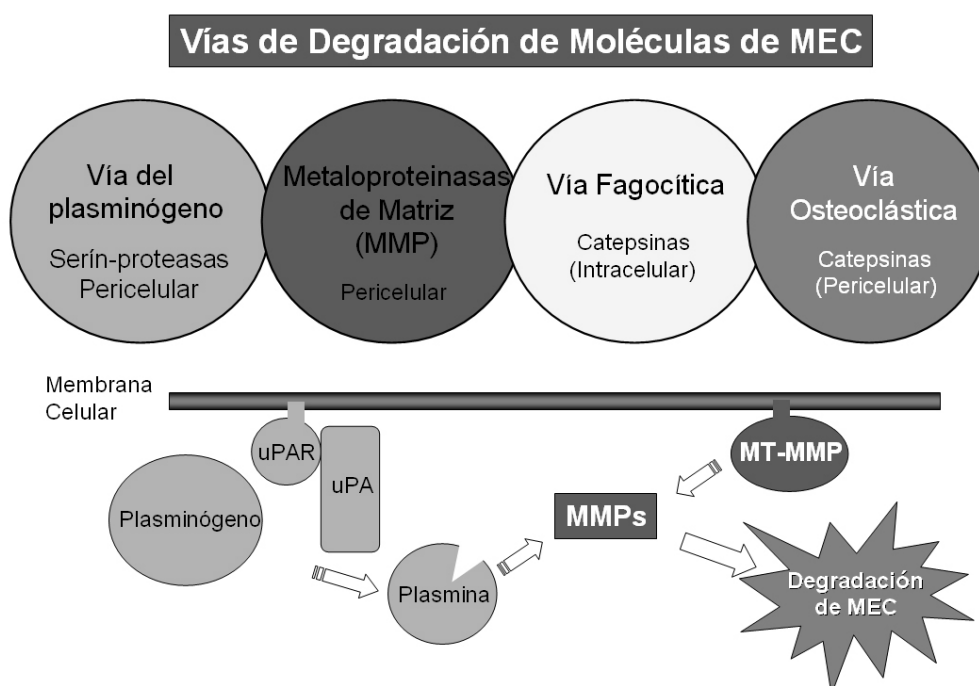 Vías de Degradación de Moléculas de MEC
Vía del
plasminógeno
Serín-proteasas
Pericelular
Metaloproteinasas
de Matriz
(MMP)
Pericelular
Vía Fagocítica
Catepsinas
(Intracelular)
Vía
Osteoclástica
Catepsinas
(Pericelular)
Membrana
Celular
uPAR
uPA
Plasminógeno
Plasmina
MMPs
MT-MMP
Degradación
de MEC